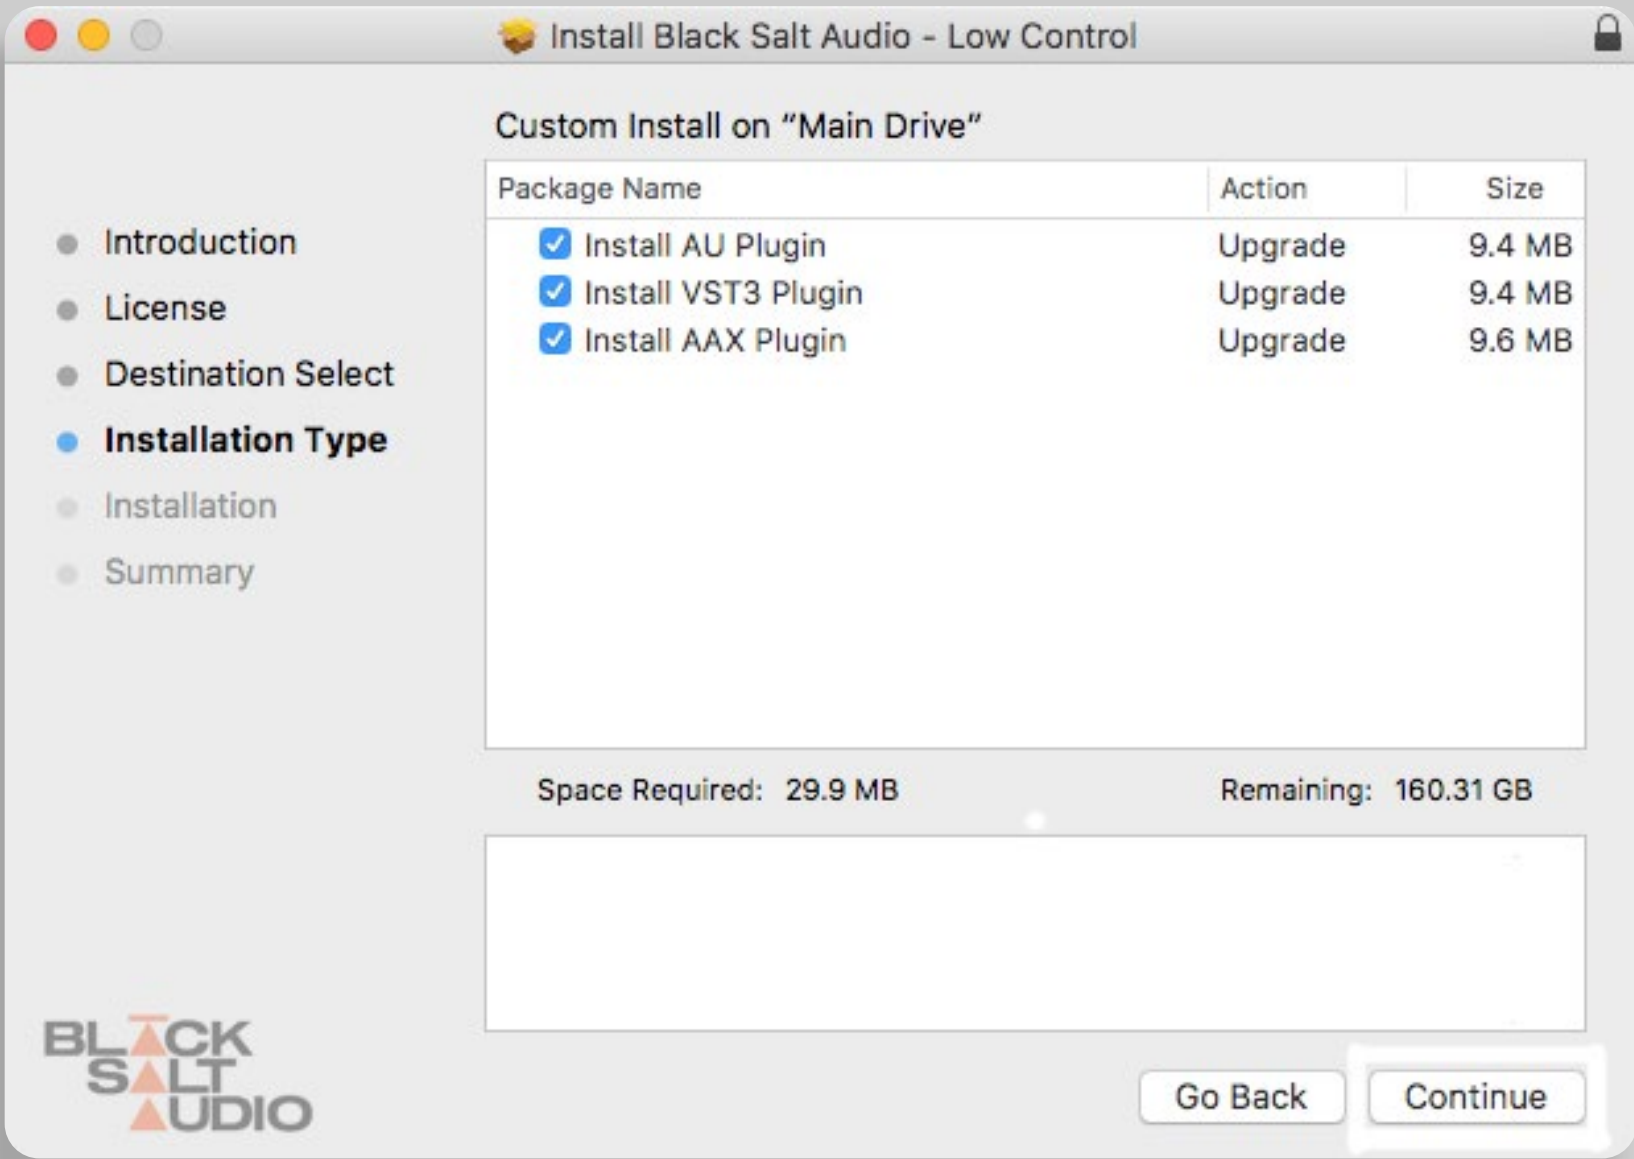 Install Black Salt Audio - Low Control
Custom Install on “Main Drive”
Package Name Action Size
Install AU Plugin Upgrade 9.4 MB
Install VST3 Plugin Upgrade 9.4 MB
Install AAX Plugin Upgrade 9.6 MB
Introduction
License
Destination Select
Installation Type
Installation
Summary
Space Required: 29.9 MB Remaining: 160.31 GB
BLACK
SALT
AUDIO
Go Back Continue